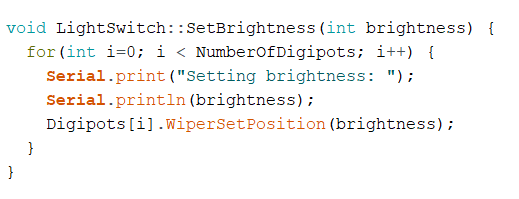 void LightSwitch::SetBrightness(int brightness) {
  for(int i=0; i < NumberOfDigipots; i++) {
    Serial.print("Setting brightness: ");
    Serial.println(brightness);
    Digipots[i].WiperSetPosition(brightness);
  }
}